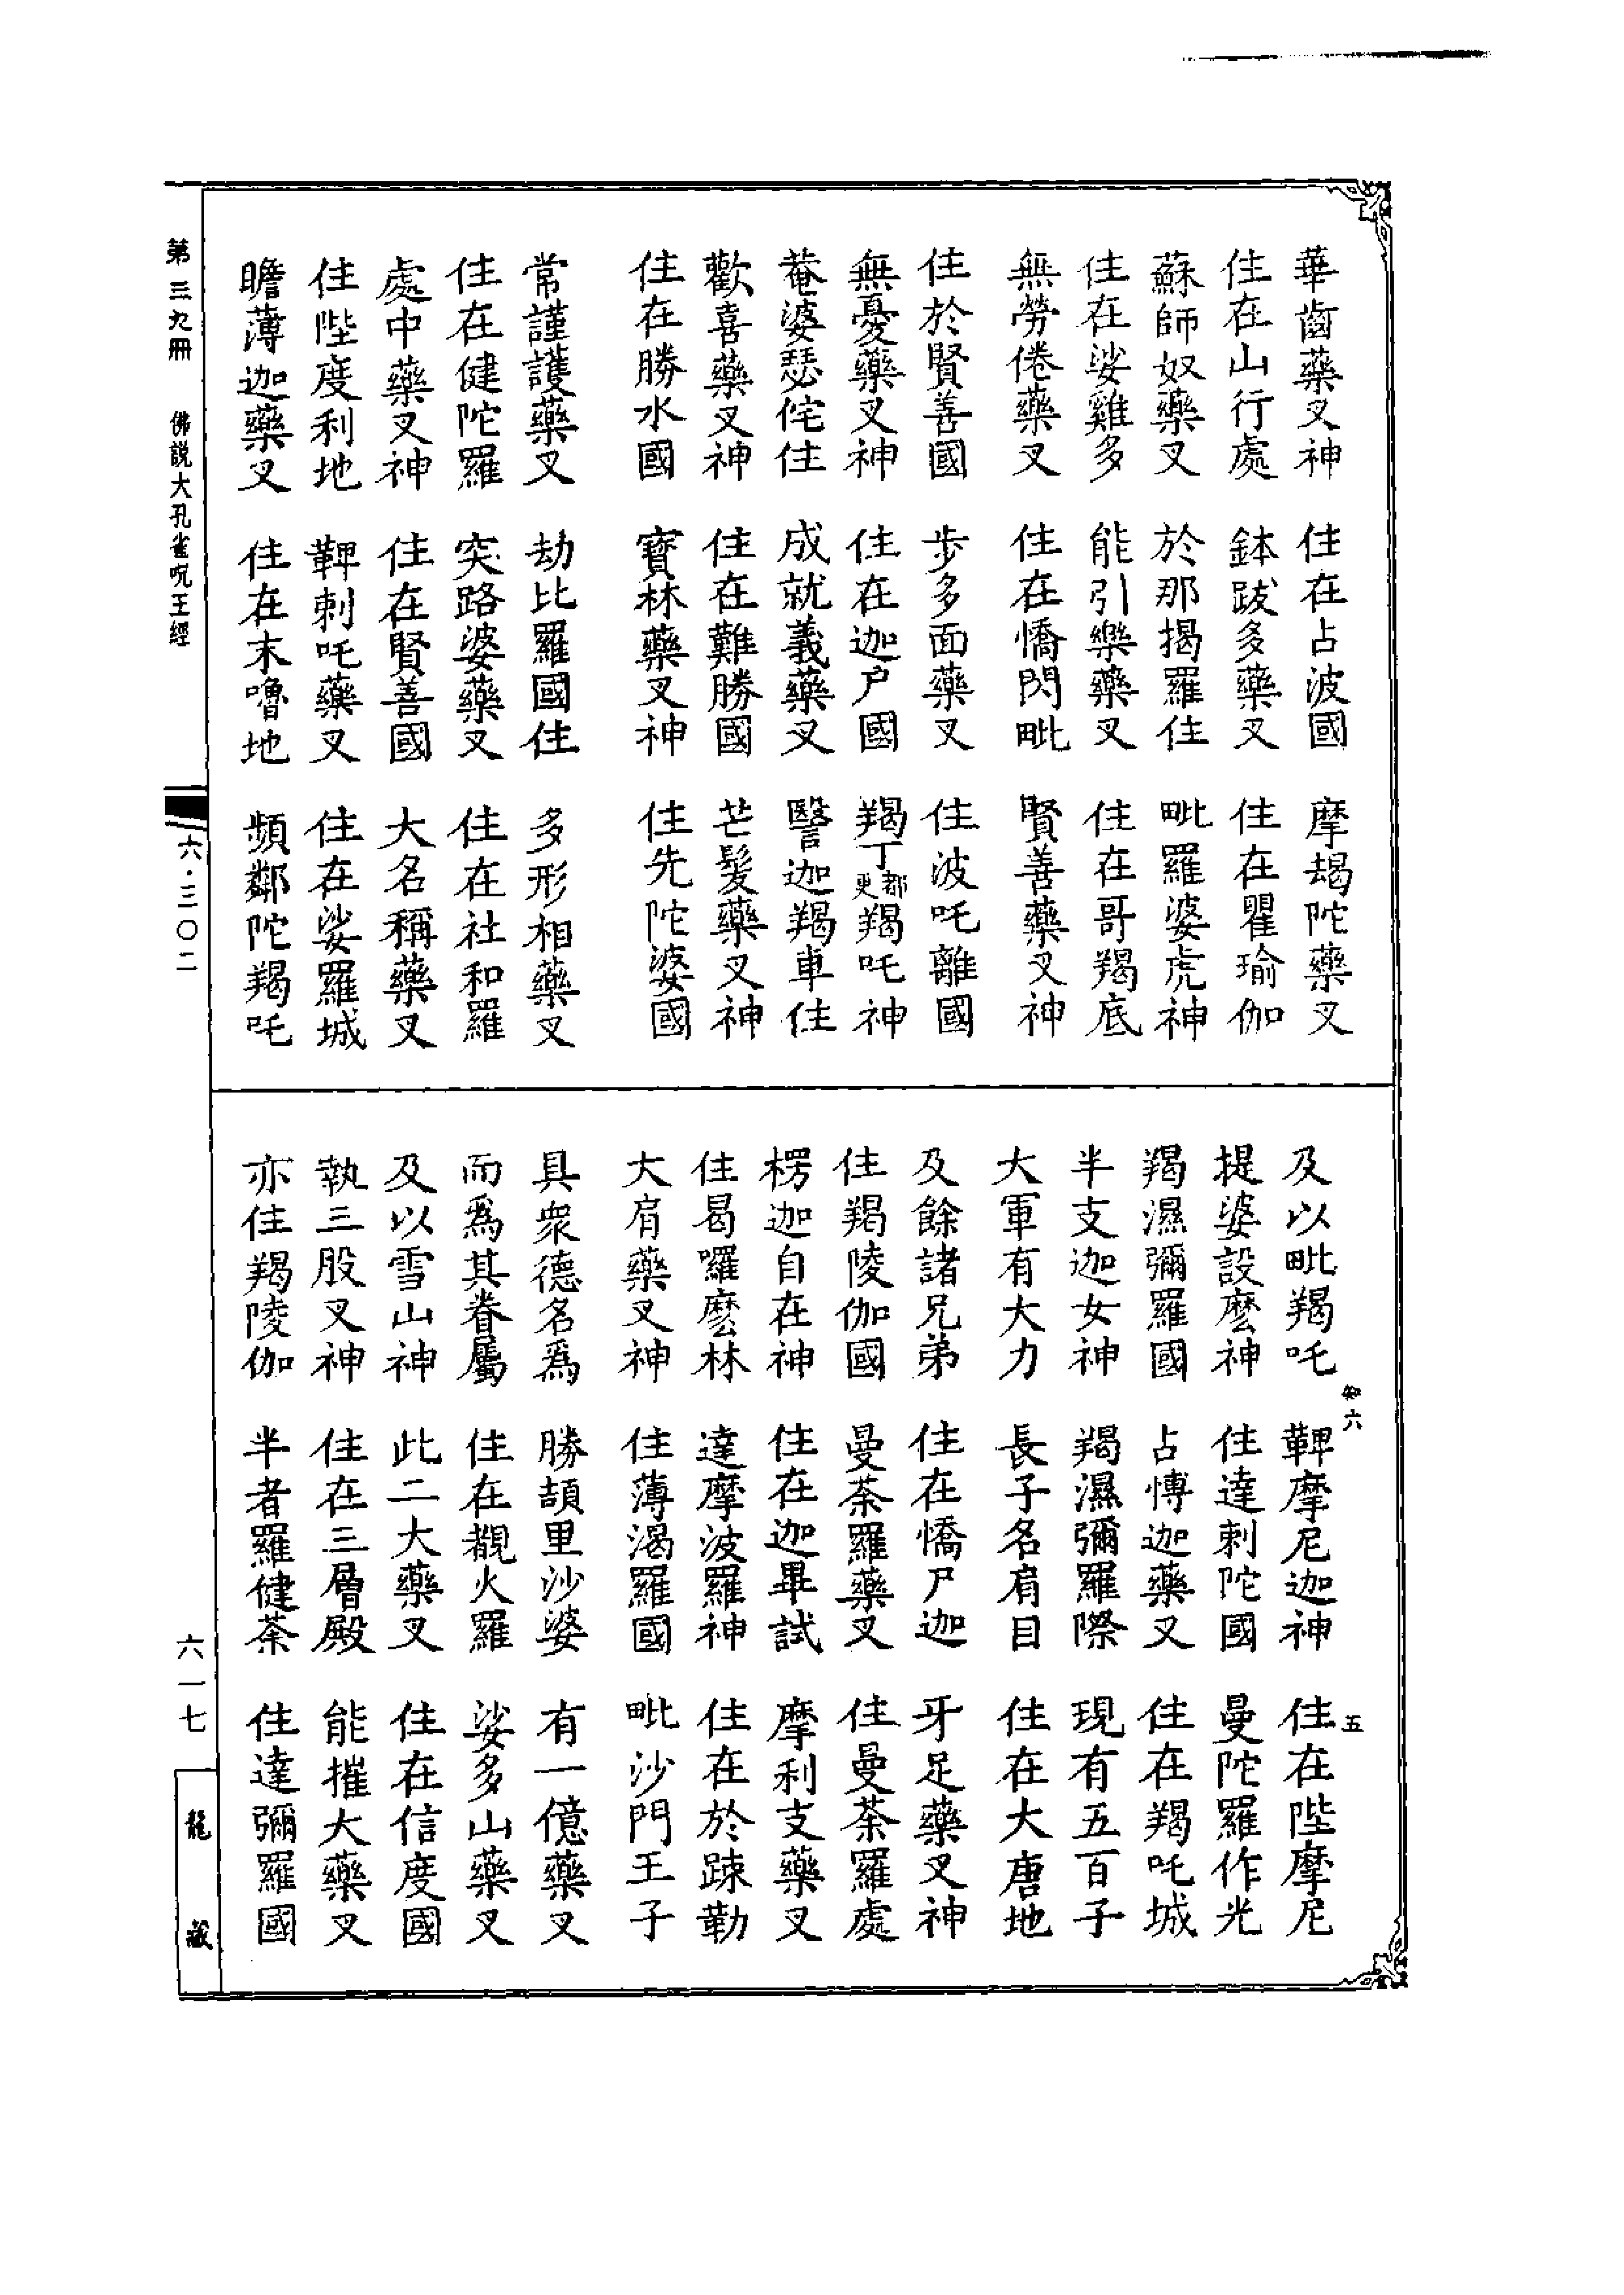 華齒藥叉神　住在占波國　摩朅陀藥叉
住在山行處　鉢跋多藥叉　住在瞿瑜伽
蘇師奴藥叉　於那揭羅住　毗羅婆虎神
住在娑雞多　能引樂藥叉　住在哥羯底
無勞倦藥叉　住在憍閃毗　賢善藥叉神
住於賢善國　步多面藥叉　住波吒離國
無憂藥叉神　住在迦户國　羯丁更都羯吒神
菴婆瑟侘住　成就義藥叉　瞖迦羯車住
歡喜藥叉神　住在難勝國　芒髮藥叉神
住在勝水國　寶林藥叉神　住先陀婆國
常謹護藥叉　劫比羅國住　多形相藥叉
住在健陀羅　突路婆藥叉　住在社和羅
處中藥叉神　住在賢善國　大名稱藥叉
住陛度利地　鞞刺吒藥叉　住在娑羅城
瞻薄迦藥叉　住在末嚕地　頻鄰陀羯吒
及以毗羯吒　鞞摩尼迦神　住在陛摩尼
提婆設麽神　住達刺陀國　曼陀羅作光
羯濕彌羅國　占愽迦藥叉　住在羯吒城
半支迦女神　羯濕彌羅際　現有五百子
大軍有大力　長子名肩目　住在大唐地
及餘諸兄弟　住在憍尸迦　牙足藥叉神
住羯陵伽國　曼荼羅藥叉　住曼荼羅處
楞迦自在神　住在迦畢試　摩利支藥叉
住曷囉麽林　達摩波羅神　住在於疎勒
大肩藥叉神　住薄渴羅國　毗沙門王子
具衆德名爲　勝頡里沙婆　有一億藥叉
而爲其眷屬　住在覩火羅　娑多山藥叉
及以雪山神　此二大藥叉　住在信度國
執三股叉神　住在三層殿　能摧大藥叉
亦住羯陵伽　半者羅健荼　住達彌羅國
知六　五
第三九冊　佛説大孔雀呪王經
六·三〇二
六一七
龍藏